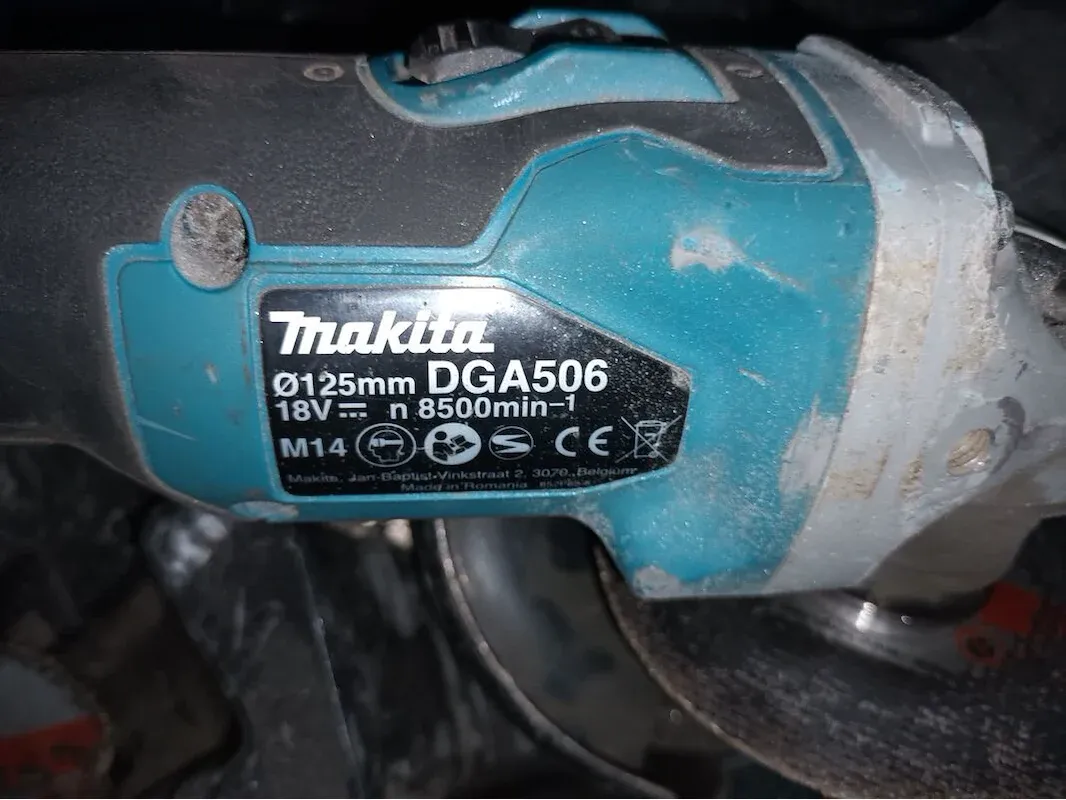 makita
Ø125mm DGA506
18V⎓ n 8500min-1
M14 CE
Makita, Jan-Baptist-Vinkstraat 2, 3070, Belgium
Made in Romania